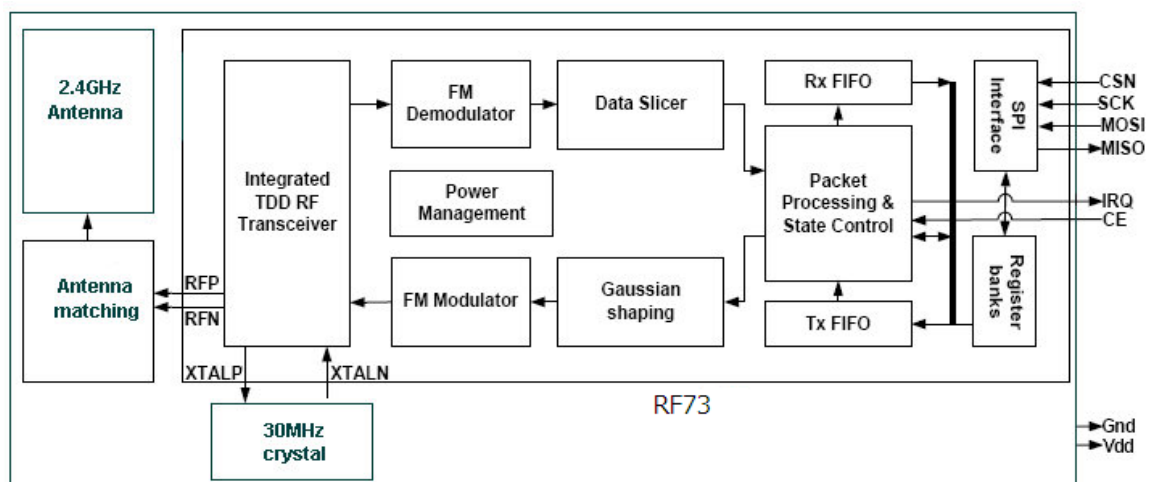 2.4GHz
Antenna
Antenna
matching
RFP
RFN
XTALP
XTALN
30MHz
crystal
Integrated
TDD RF
Transceiver
FM
Demodulator
Data Slicer
Power
Management
FM Modulator
Gaussian
shaping
Rx FIFO
Packet
Processing &
State Control
Tx FIFO
SPI
Interface
Register
banks
CSN
SCK
MOSI
MISO
IRQ
CE
RF73
Gnd
Vdd